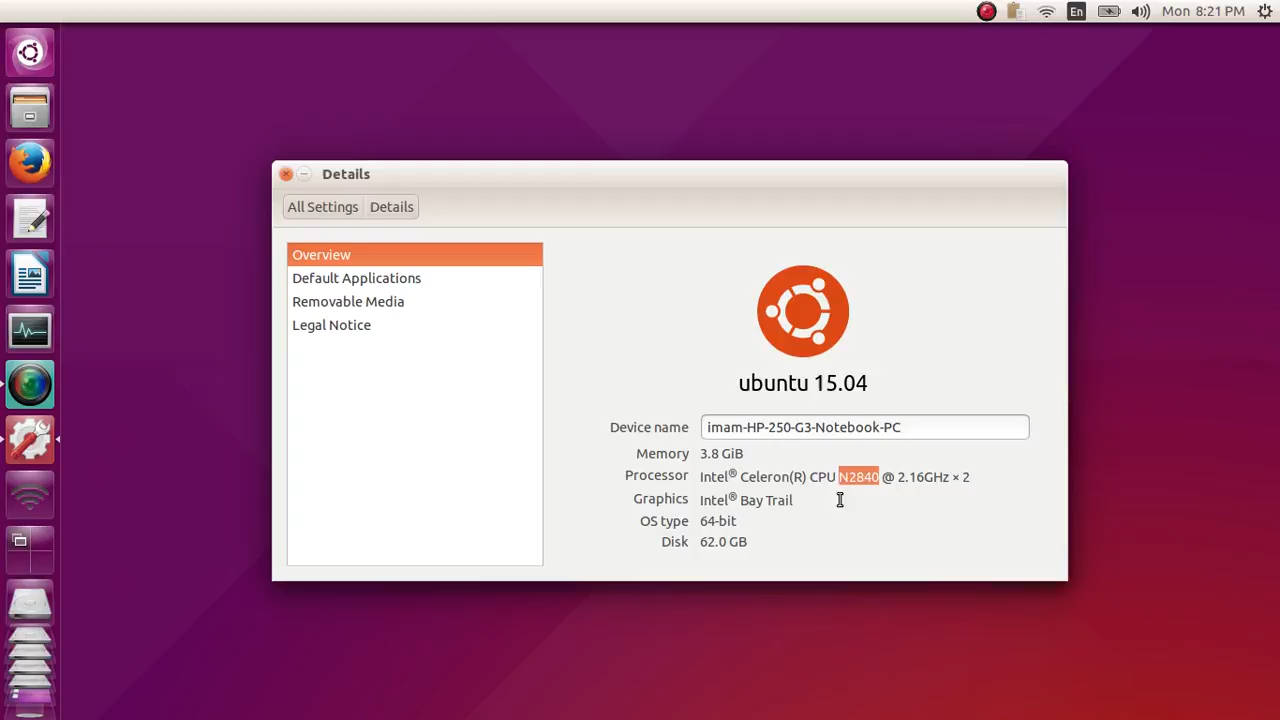 En Mon 8:21 PM
Details
All Settings Details
Overview
Default Applications
Removable Media
Legal Notice
ubuntu 15.04
Device name imam-HP-250-G3-Notebook-PC
Memory 3.8 GiB
Processor Intel® Celeron(R) CPU N2840 @ 2.16GHz × 2
Graphics Intel® Bay Trail
OS type 64-bit
Disk 62.0 GB